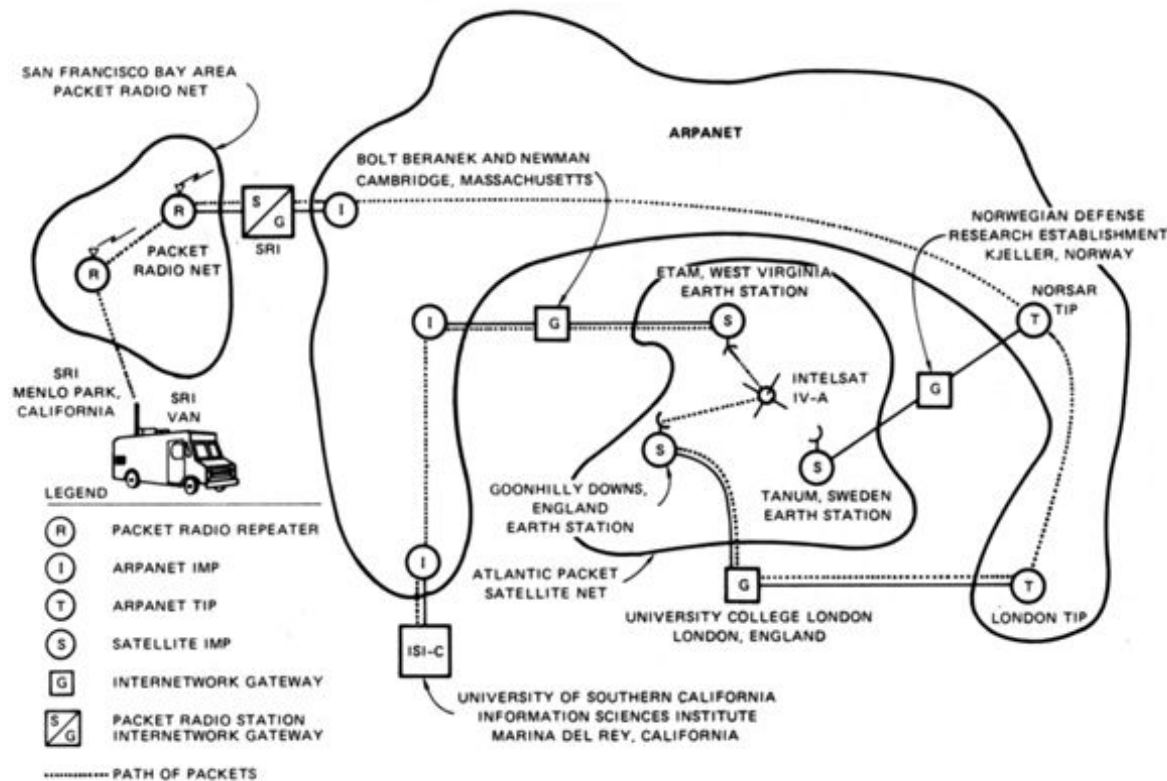 SAN FRANCISCO BAY AREA
PACKET RADIO NET
ARPANET
BOLT BERANEK AND NEWMAN
CAMBRIDGE, MASSACHUSETTS
R
S
G
I
SRI
PACKET
RADIO NET
R
NORWEGIAN DEFENSE
RESEARCH ESTABLISHMENT
KJELLER, NORWAY
ETAM, WEST VIRGINIA
EARTH STATION
NORSAR
TIP
I
G
S
T
SRI
MENLO PARK,
CALIFORNIA
SRI
VAN
INTELSAT
IV-A
G
S
S
GOONHILLY DOWNS,
ENGLAND
EARTH STATION
TANUM, SWEDEN
EARTH STATION
I
ATLANTIC PACKET
SATELLITE NET
G
T
UNIVERSITY COLLEGE LONDON
LONDON, ENGLAND
LONDON TIP
ISI-C
UNIVERSITY OF SOUTHERN CALIFORNIA
INFORMATION SCIENCES INSTITUTE
MARINA DEL REY, CALIFORNIA
LEGEND
R PACKET RADIO REPEATER
I ARPANET IMP
T ARPANET TIP
S SATELLITE IMP
G INTERNETWORK GATEWAY
S PACKET RADIO STATION
G INTERNETWORK GATEWAY
PATH OF PACKETS